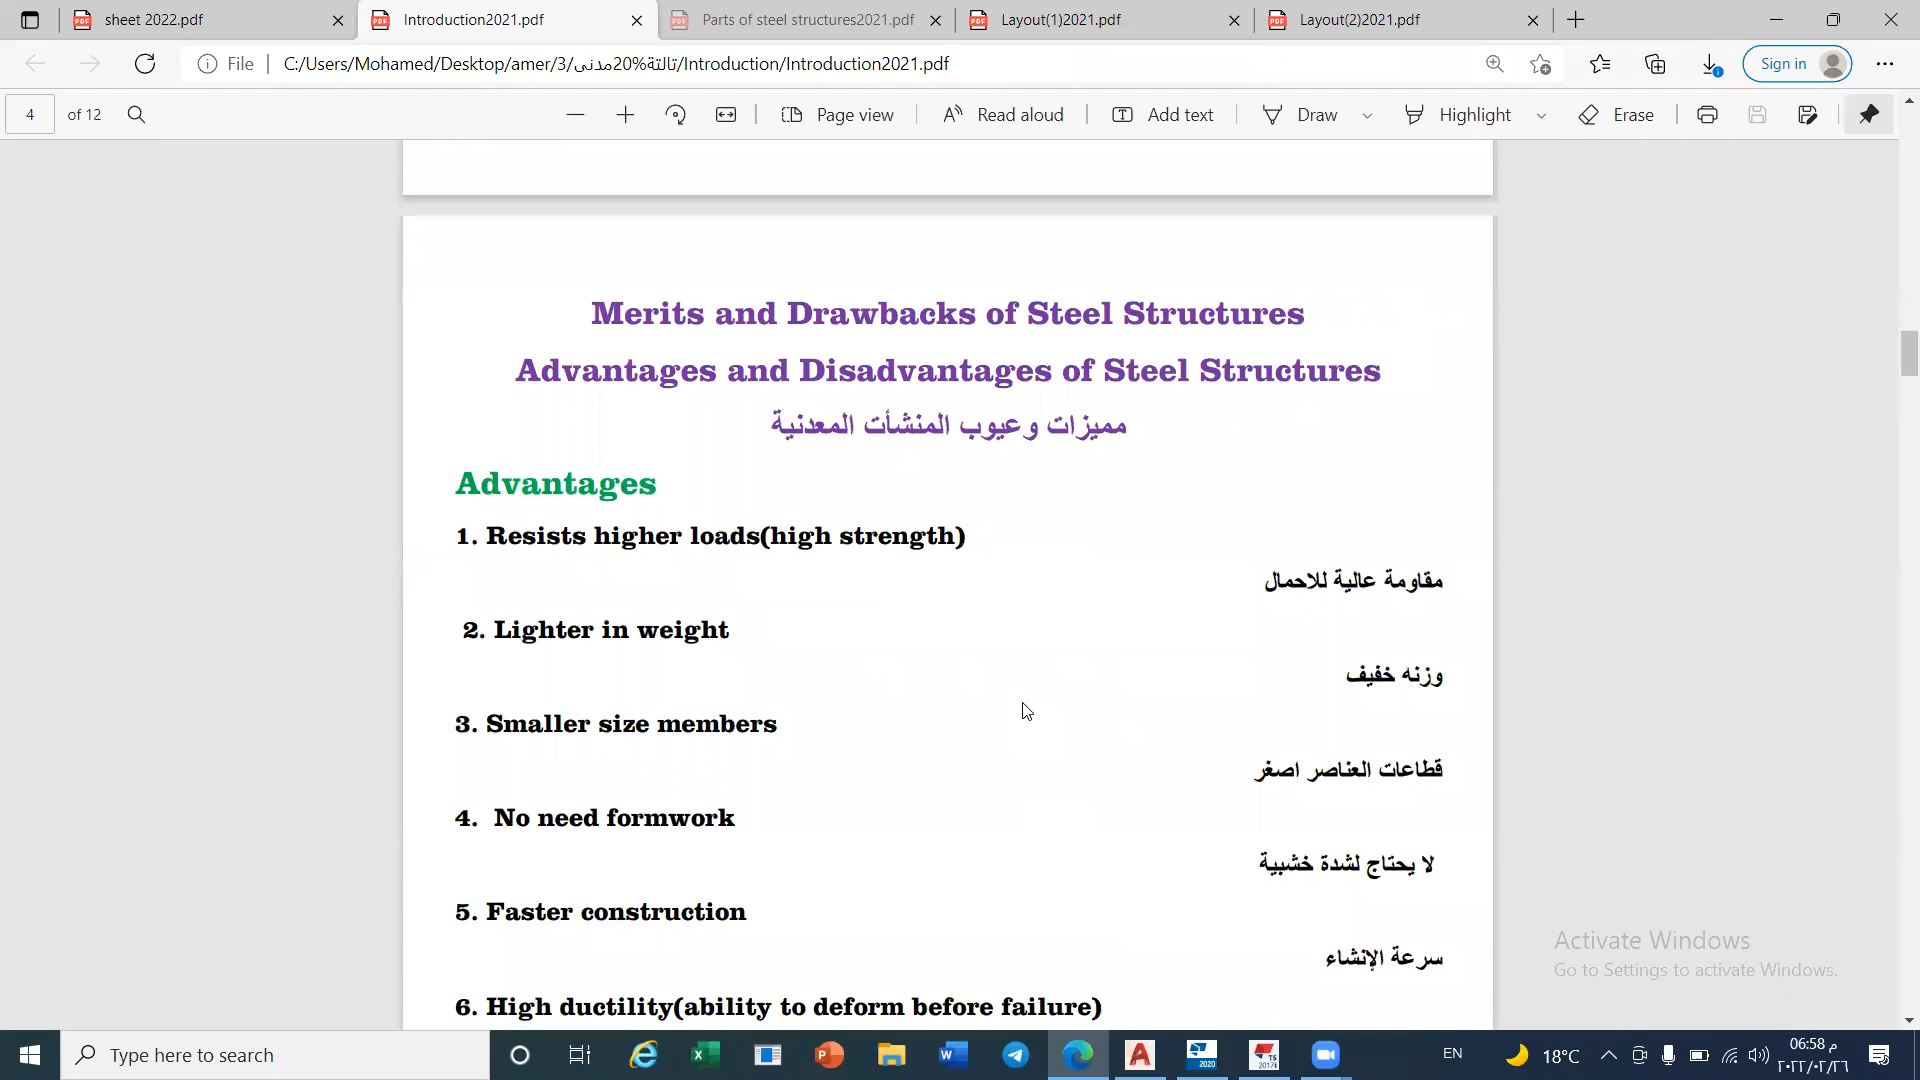 sheet 2022.pdf
Introduction2021.pdf
Parts of steel structures2021.pdf
Layout(1)2021.pdf
Layout(2)2021.pdf
File
C:/Users/Mohamed/Desktop/amer/3/تالتة%20مدنى/Introduction/Introduction2021.pdf
Sign in
4 of 12
Page view
Read aloud
Add text
Draw
Highlight
Erase
Merits and Drawbacks of Steel Structures
Advantages and Disadvantages of Steel Structures
مميزات وعيوب المنشأت المعدنية
Advantages
1. Resists higher loads(high strength)
مقاومة عالية للاحمال
2. Lighter in weight
وزنه خفيف
3. Smaller size members
قطاعات العناصر اصغر
4. No need formwork
لا يحتاج لشدة خشبية
5. Faster construction
سرعة الإنشاء
6. High ductility(ability to deform before failure)
Activate Windows
Go to Settings to activate Windows.
Type here to search
2020
TS
2017i
EN
18°C
06:58 م
٢٠٢٢/٠٢/٢٦